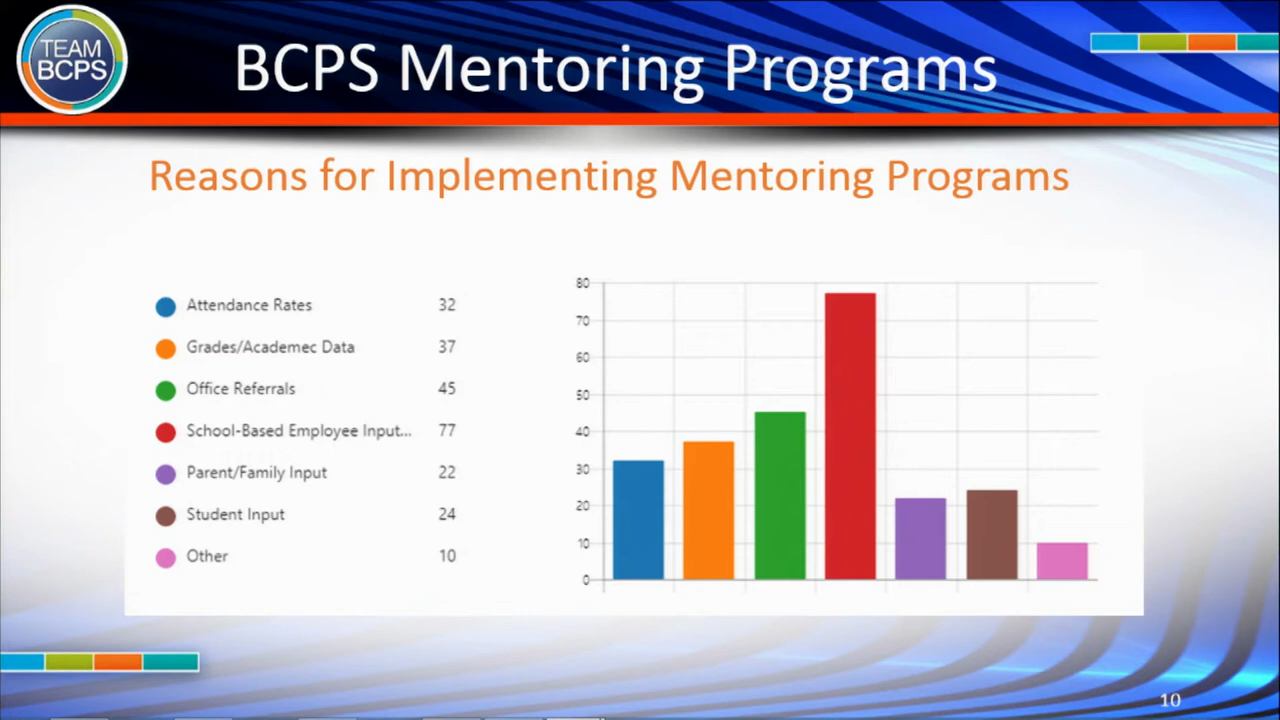 TEAM
BCPS
BCPS Mentoring Programs
Reasons for Implementing Mentoring Programs
Attendance Rates 32
Grades/Academec Data 37
Office Referrals 45
School-Based Employee Input... 77
Parent/Family Input 22
Student Input 24
Other 10
80
70
60
50
40
30
20
10
0
10